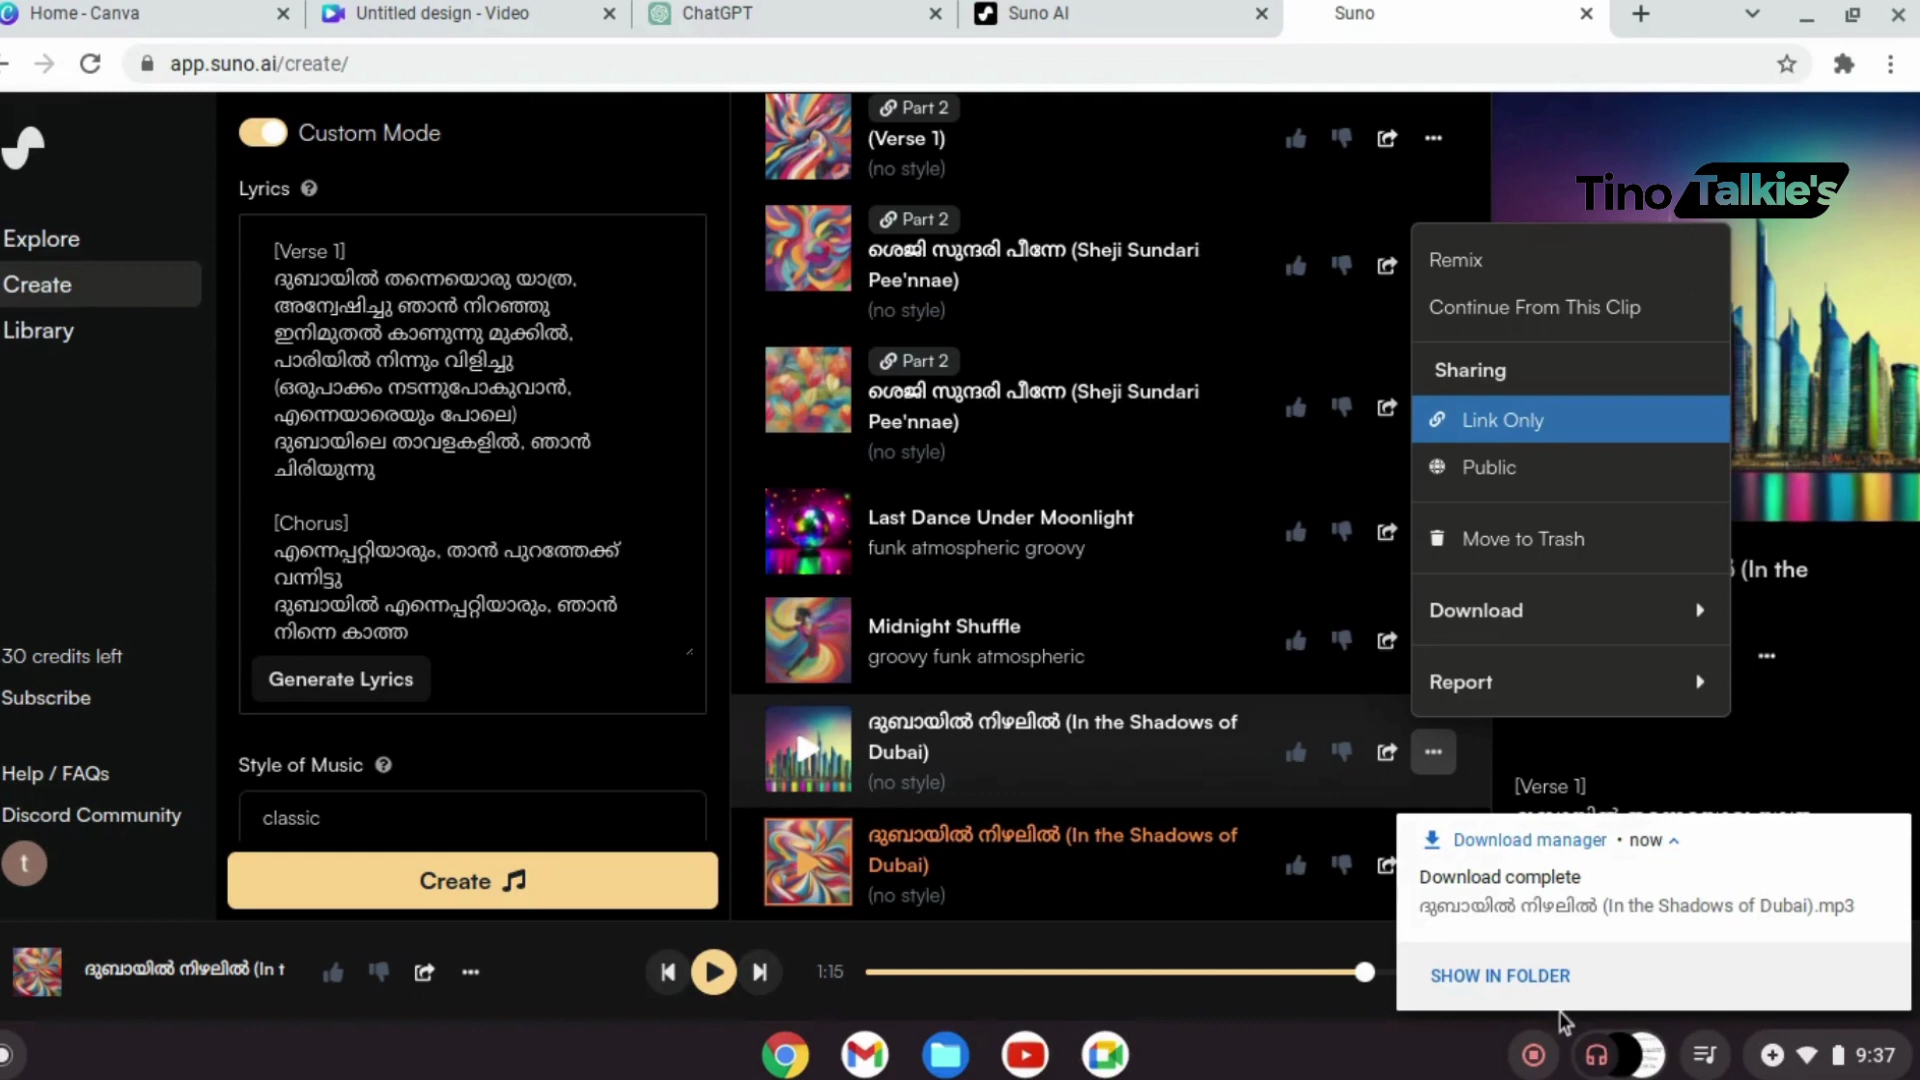 Home - Canva
Untitled design - Video
ChatGPT
Suno AI
Suno
app.suno.ai/create/
Explore
Create
Library
30 credits left
Subscribe
Help / FAQs
Discord Community
t
Custom Mode
Lyrics
[Verse 1]
ദുബായിൽ തന്നെയൊരു യാത്ര,
അന്വേഷിച്ചു ഞാൻ നിറഞ്ഞു
ഇനിമുതൽ കാണുന്നു മുക്കിൽ,
പാരിയിൽ നിന്നും വിളിച്ചു
(ഒരുപാക്കം നടന്നുപോകുവാൻ,
എന്നെയാരെയും പോലെ)
ദുബായിലെ താവളകളിൽ, ഞാൻ
ചിരിയുന്നു
[Chorus]
എന്നെപ്പറ്റിയാരും, താൻ പുറത്തേക്ക്
വന്നിട്ടു
ദുബായിൽ എന്നെപ്പറ്റിയാരും, ഞാൻ
നിന്നെ കാത്ത
Generate Lyrics
Style of Music
classic
Create
Part 2
(Verse 1)
(no style)
Part 2
ശെജി സുന്ദരി പീന്നേ (Sheji Sundari
Pee'nnae)
(no style)
Part 2
ശെജി സുന്ദരി പീന്നേ (Sheji Sundari
Pee'nnae)
(no style)
Last Dance Under Moonlight
funk atmospheric groovy
Midnight Shuffle
groovy funk atmospheric
ദുബായിൽ നിഴലിൽ (In the Shadows of
Dubai)
(no style)
ദുബായിൽ നിഴലിൽ (In the Shadows of
Dubai)
(no style)
Tino Talkie's
Remix
Continue From This Clip
Sharing
Link Only
Public
Move to Trash
Download
Report
(In the
[Verse 1]
Download manager • now
Download complete
ദുബായിൽ നിഴലിൽ (In the Shadows of Dubai).mp3
SHOW IN FOLDER
ദുബായിൽ നിഴലിൽ (In t
1:15
9:37